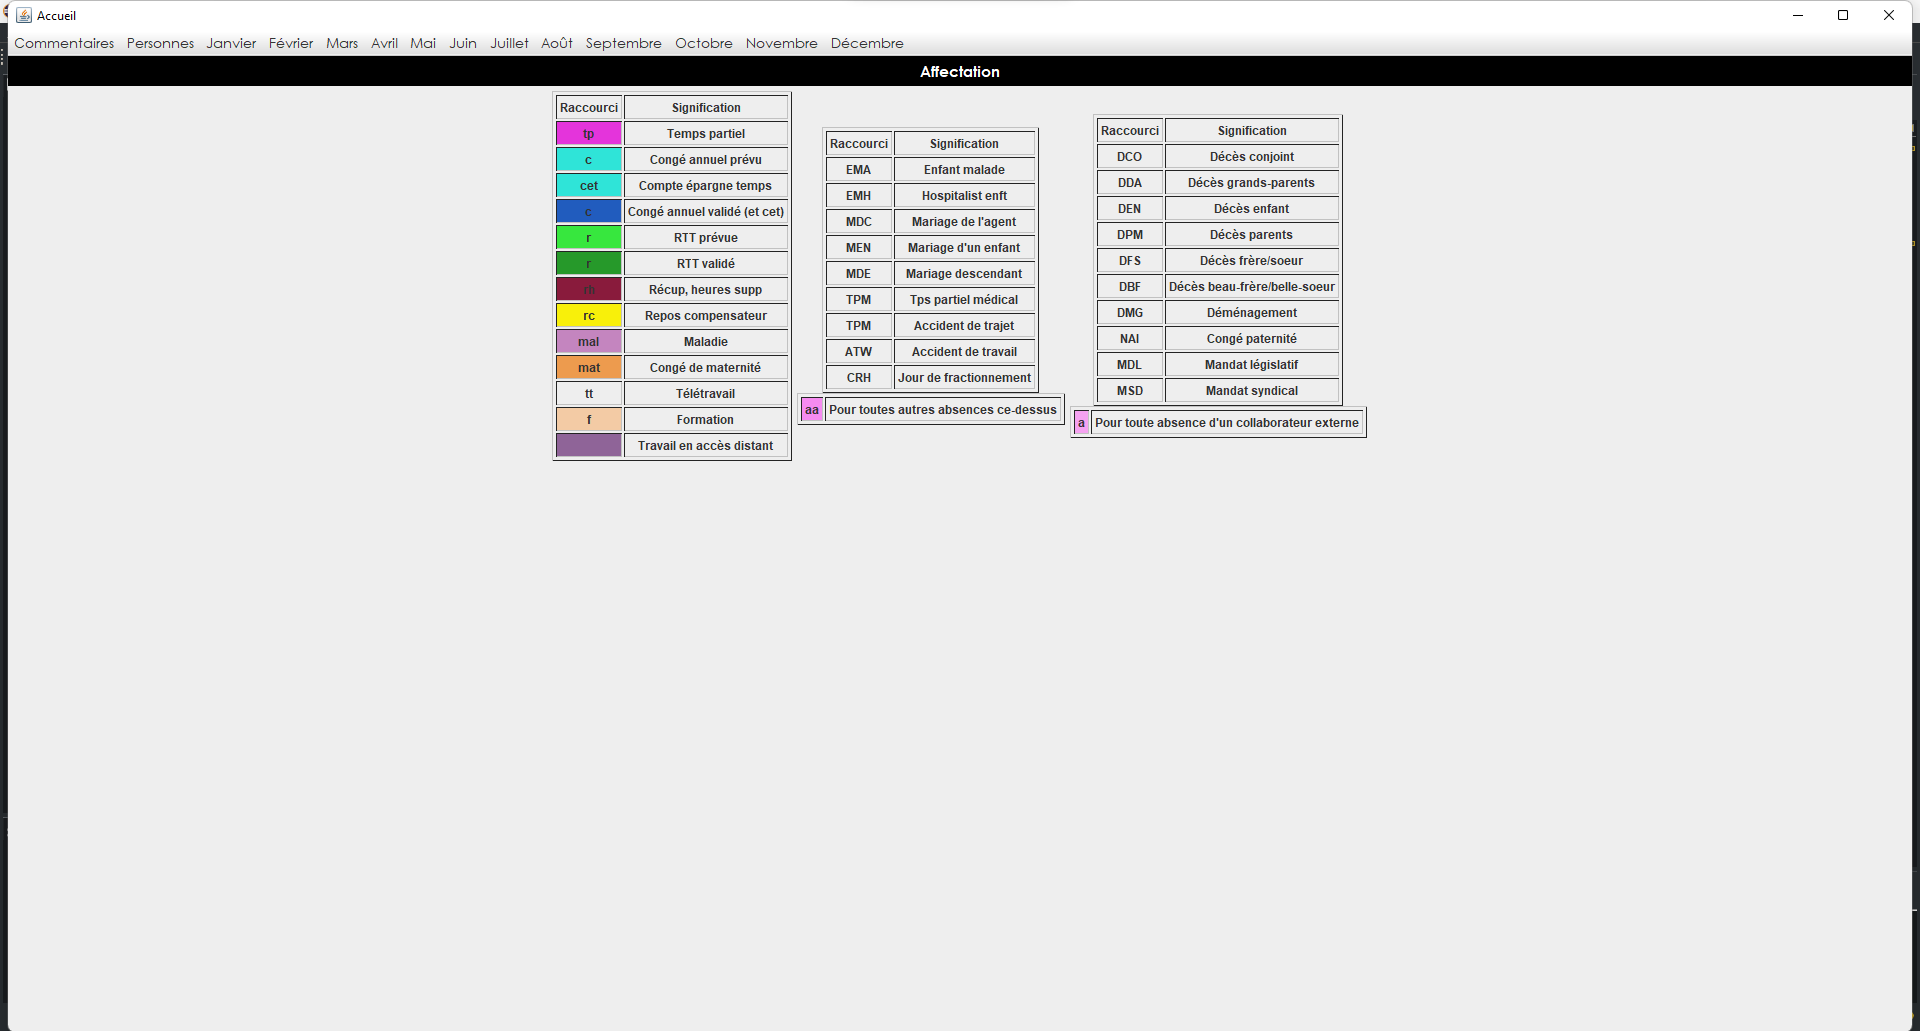 Accueil
Commentaires Personnes Janvier Février Mars Avril Mai Juin Juillet Août Septembre Octobre Novembre Décembre
Affectation
Raccourci Signification
tp Temps partiel
c Congé annuel prévu
cet Compte épargne temps
c Congé annuel validé (et cet)
r RTT prévue
r RTT validé
rh Récup, heures supp
rc Repos compensateur
mal Maladie
mat Congé de maternité
tt Télétravail
f Formation
Travail en accès distant
Raccourci Signification
EMA Enfant malade
EMH Hospitalist enft
MDC Mariage de l'agent
MEN Mariage d'un enfant
MDE Mariage descendant
TPM Tps partiel médical
TPM Accident de trajet
ATW Accident de travail
CRH Jour de fractionnement
aa Pour toutes autres absences ce-dessus
Raccourci Signification
DCO Décès conjoint
DDA Décès grands-parents
DEN Décès enfant
DPM Décès parents
DFS Décès frère/soeur
DBF Décès beau-frère/belle-soeur
DMG Déménagement
NAI Congé paternité
MDL Mandat législatif
MSD Mandat syndical
a Pour toute absence d'un collaborateur externe